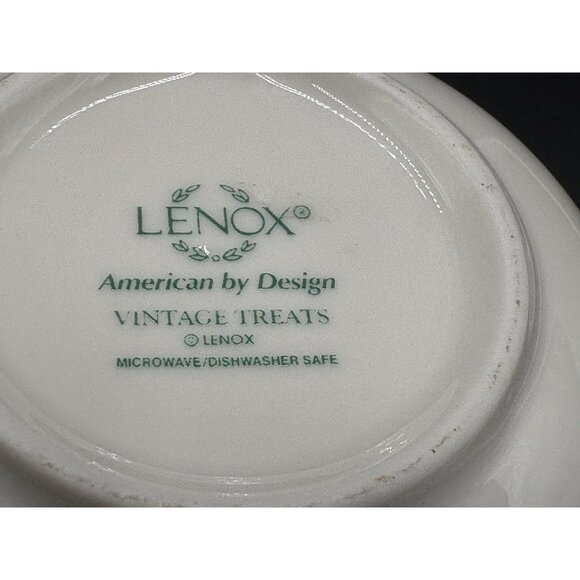 LENOX®
American by Design
VINTAGE TREATS
© LENOX
MICROWAVE/DISHWASHER SAFE